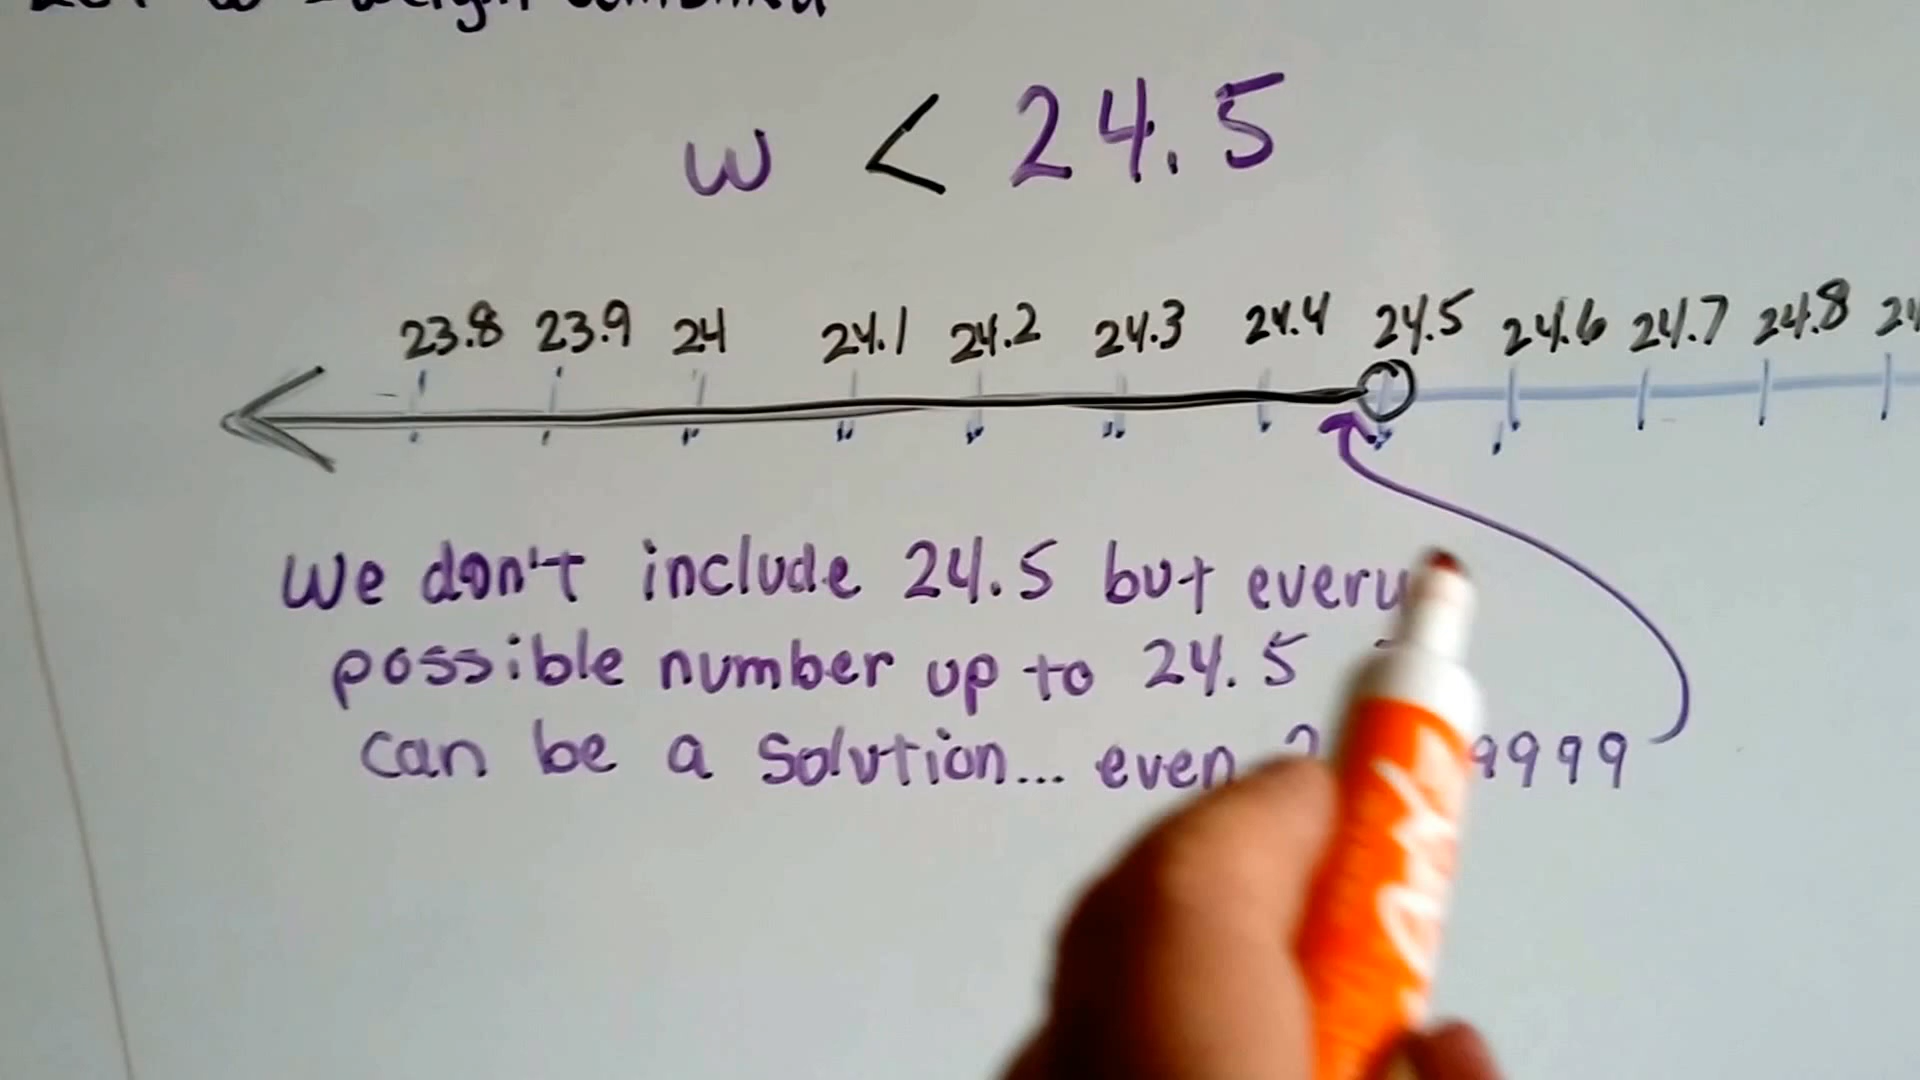 w < 24.5
23.8 23.9 24 24.1 24.2 24.3 24.4 24.5 24.6 24.7 24.8
We don't include 24.5 but every
possible number up to 24.5
can be a solution... even 9999